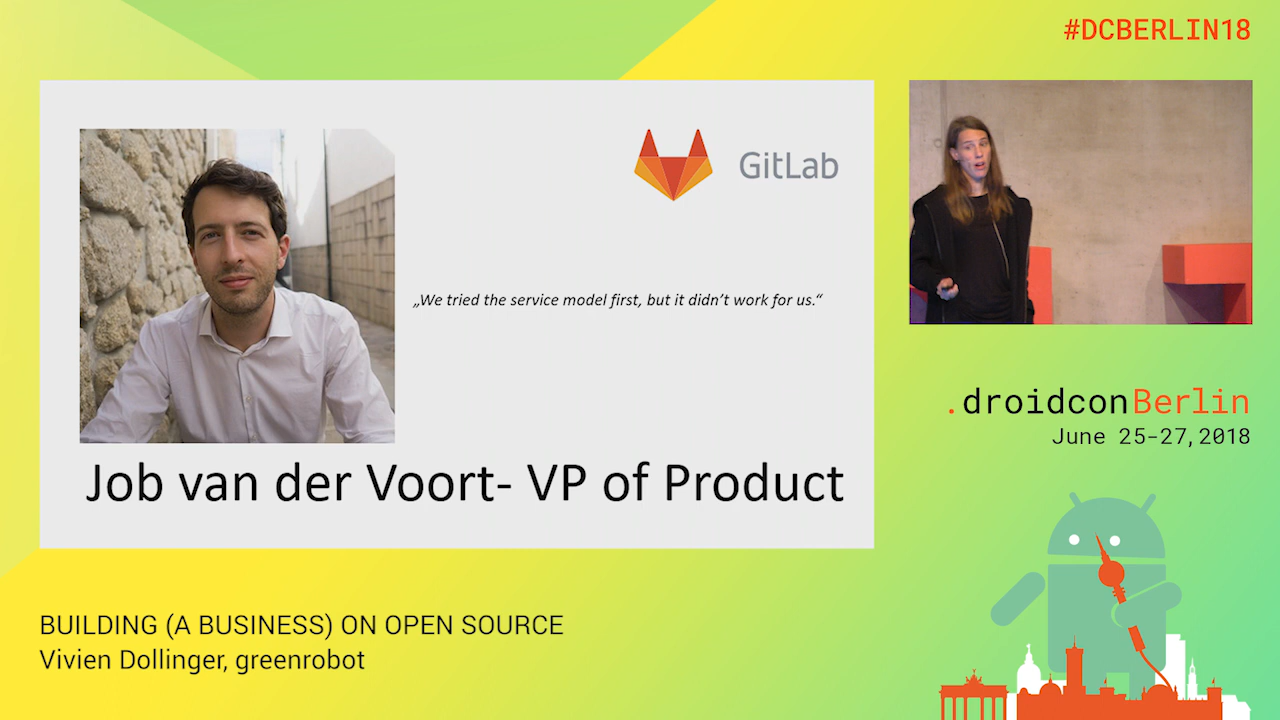 #DCBERLIN18
GitLab
„We tried the service model first, but it didn’t work for us.“
Job van der Voort- VP of Product
.droidconBerlin
June 25-27, 2018
BUILDING (A BUSINESS) ON OPEN SOURCE
Vivien Dollinger, greenrobot